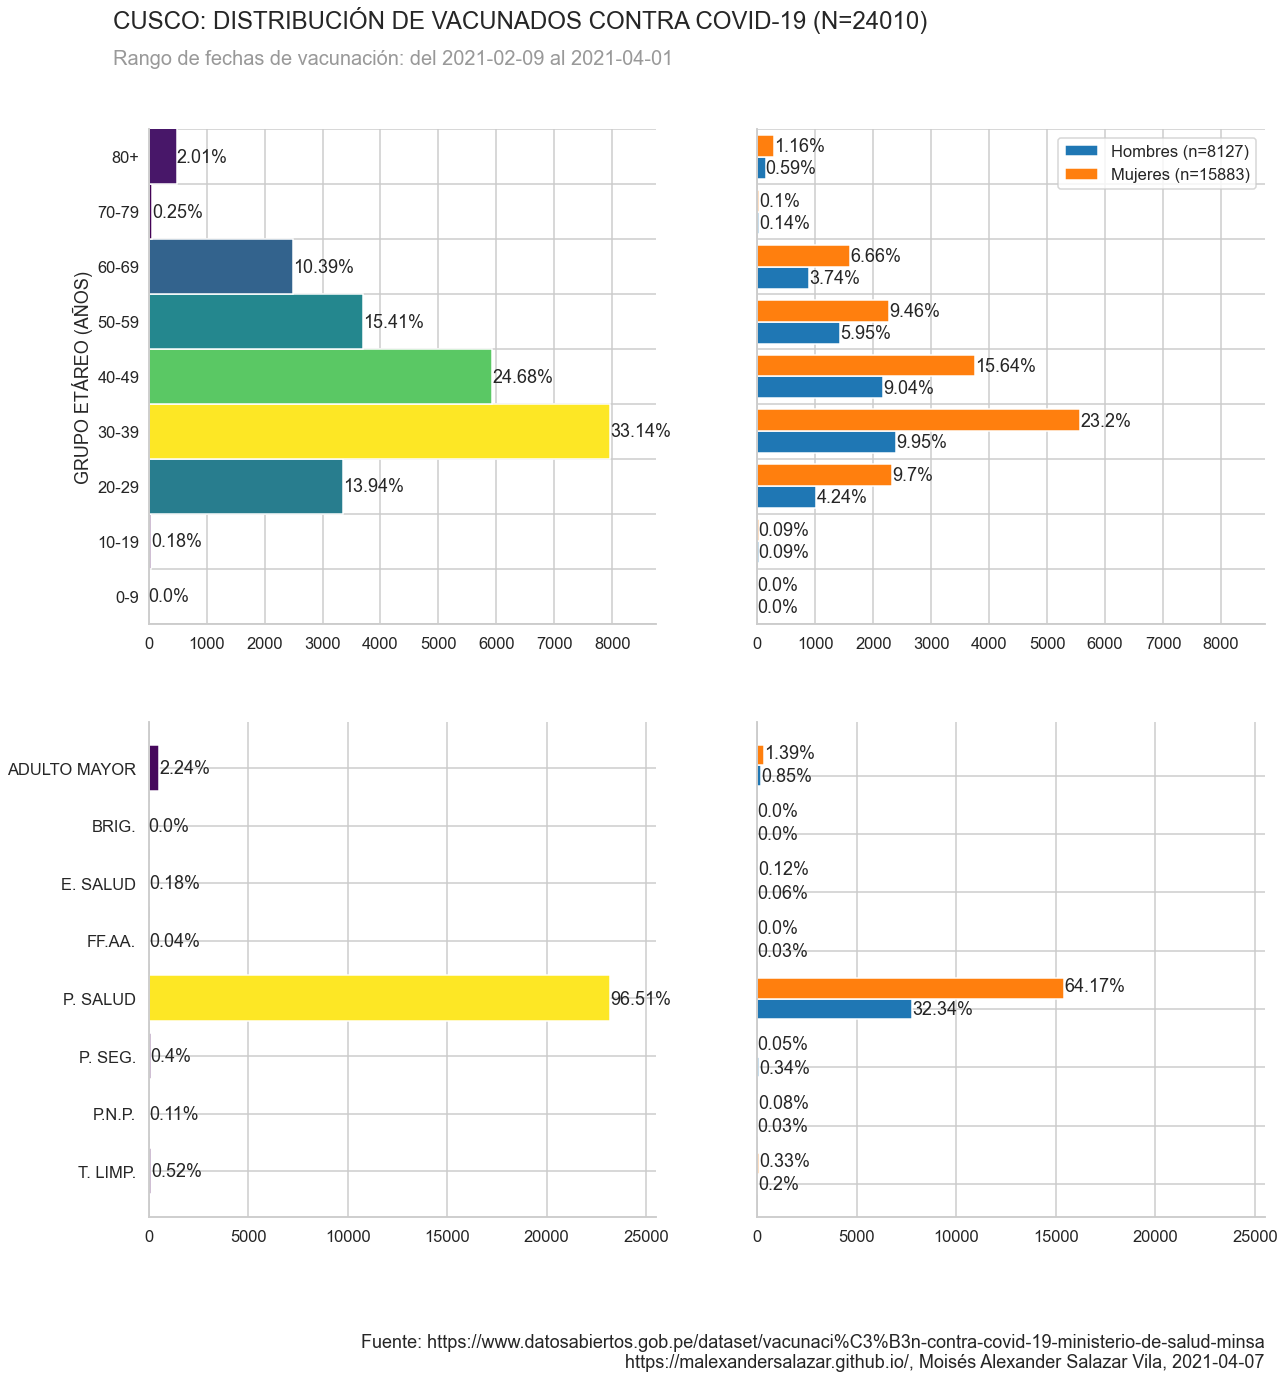 CUSCO: DISTRIBUCIÓN DE VACUNADOS CONTRA COVID-19 (N=24010)
Rango de fechas de vacunación: del 2021-02-09 al 2021-04-01
GRUPO ETÁREO (AÑOS)
80+ 2.01%
70-79 0.25%
60-69 10.39%
50-59 15.41%
40-49 24.68%
30-39 33.14%
20-29 13.94%
10-19 0.18%
0-9 0.0%
0 1000 2000 3000 4000 5000 6000 7000 8000
Hombres (n=8127)
Mujeres (n=15883)
1.16%
0.59%
0.1%
0.14%
6.66%
3.74%
9.46%
5.95%
15.64%
9.04%
23.2%
9.95%
9.7%
4.24%
0.09%
0.09%
0.0%
0.0%
0 1000 2000 3000 4000 5000 6000 7000 8000
ADULTO MAYOR 2.24%
BRIG. 0.0%
E. SALUD 0.18%
FF.AA. 0.04%
P. SALUD 96.51%
P. SEG. 0.4%
P.N.P. 0.11%
T. LIMP. 0.52%
0 5000 10000 15000 20000 25000
1.39%
0.85%
0.0%
0.0%
0.12%
0.06%
0.0%
0.03%
64.17%
32.34%
0.05%
0.34%
0.08%
0.03%
0.33%
0.2%
0 5000 10000 15000 20000 25000
Fuente: https://www.datosabiertos.gob.pe/dataset/vacunaci%C3%B3n-contra-covid-19-ministerio-de-salud-minsa
https://malexandersalazar.github.io/, Moisés Alexander Salazar Vila, 2021-04-07